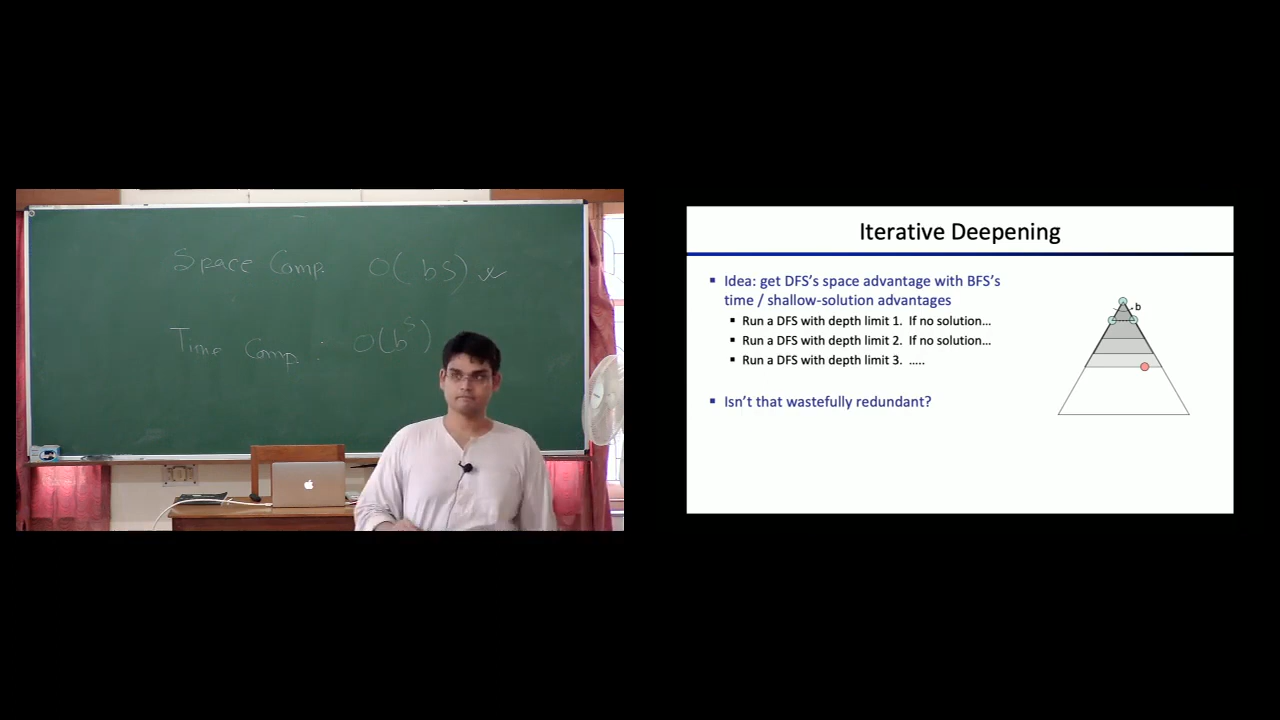 Space Comp. O(bs)
Time Comp. : O(b^s)
Iterative Deepening
▪ Idea: get DFS's space advantage with BFS's
time / shallow-solution advantages
▪ Run a DFS with depth limit 1.  If no solution...
▪ Run a DFS with depth limit 2.  If no solution...
▪ Run a DFS with depth limit 3.  .....
▪ Isn't that wastefully redundant?
b